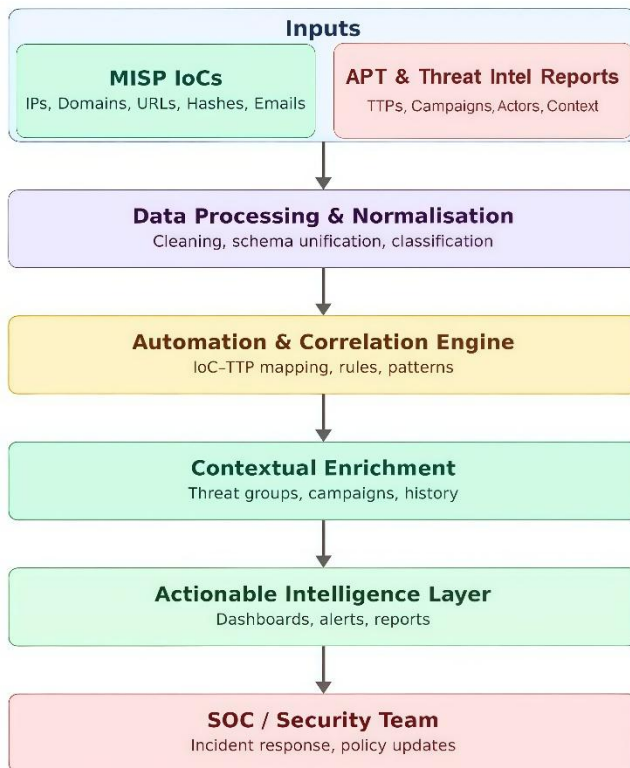 Inputs
MISP IoCs
IPs, Domains, URLs, Hashes, Emails
APT & Threat Intel Reports
TTPs, Campaigns, Actors, Context
Data Processing & Normalisation
Cleaning, schema unification, classification
Automation & Correlation Engine
IoC–TTP mapping, rules, patterns
Contextual Enrichment
Threat groups, campaigns, history
Actionable Intelligence Layer
Dashboards, alerts, reports
SOC / Security Team
Incident response, policy updates